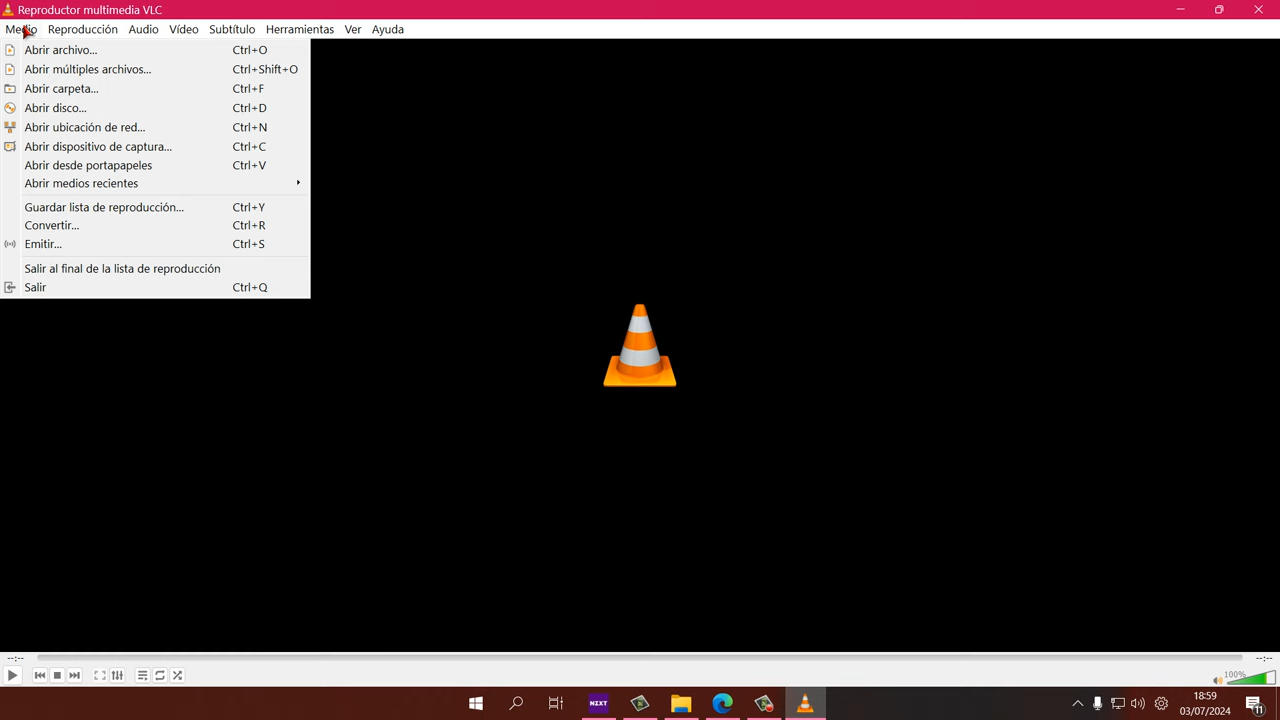 Reproductor multimedia VLC
Medio Reproducción Audio Vídeo Subtítulo Herramientas Ver Ayuda
Abrir archivo... Ctrl+O
Abrir múltiples archivos... Ctrl+Shift+O
Abrir carpeta... Ctrl+F
Abrir disco... Ctrl+D
Abrir ubicación de red... Ctrl+N
Abrir dispositivo de captura... Ctrl+C
Abrir desde portapapeles Ctrl+V
Abrir medios recientes
Guardar lista de reproducción... Ctrl+Y
Convertir... Ctrl+R
Emitir... Ctrl+S
Salir al final de la lista de reproducción
Salir Ctrl+Q
--:-- --:--
100%
NZXT
18:59
03/07/2024
11